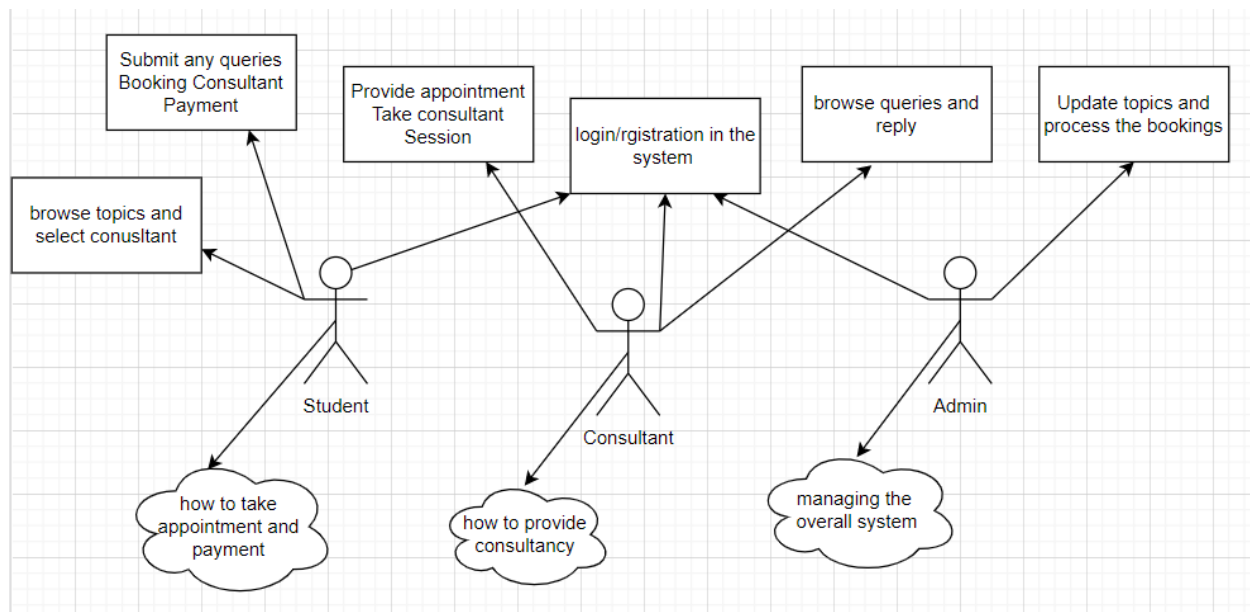 Submit any queries
Booking Consultant
Payment
Provide appointment
Take consultant
Session
login/rgistration in the
system
browse queries and
reply
Update topics and
process the bookings
browse topics and
select conusltant
Student
Consultant
Admin
how to take
appointment and
payment
how to provide
consultancy
managing the
overall system